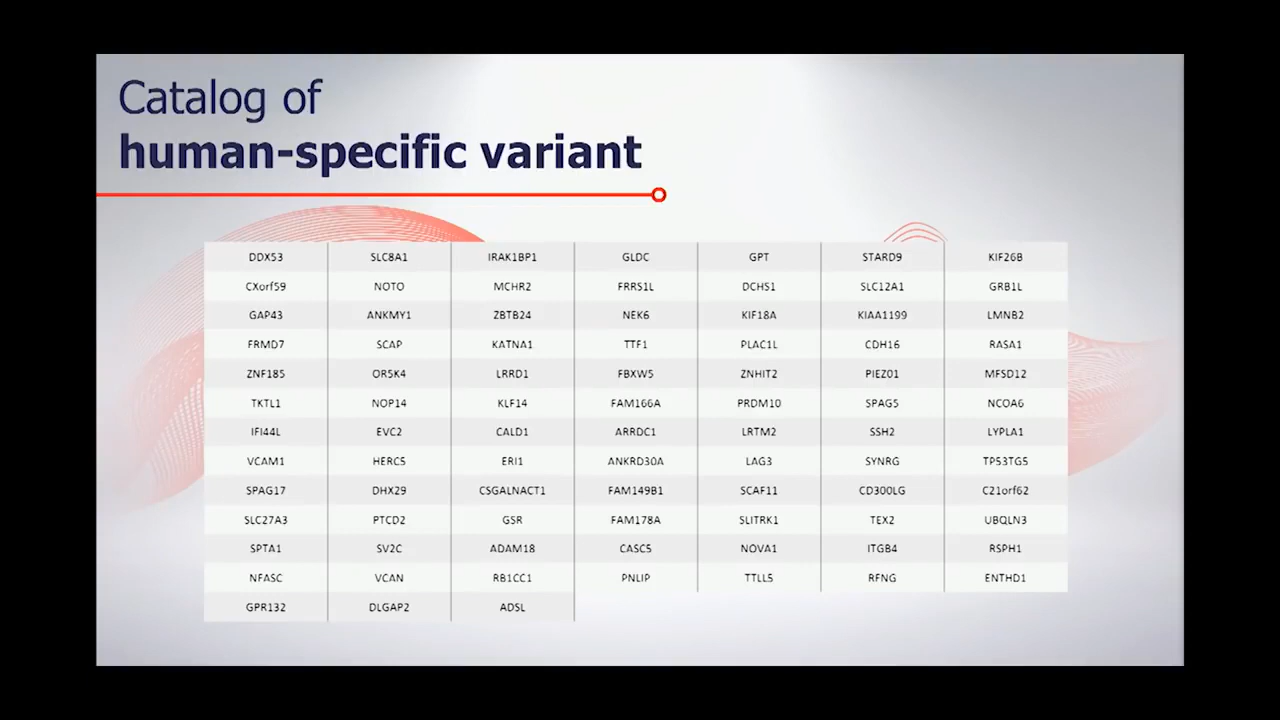 Catalog of
human-specific variant
DDX53 SLC8A1 IRAK1BP1 GLDC GPT STARD9 KIF26B
CXorf59 NOTO MCHR2 FRRS1L DCHS1 SLC12A1 GRB1L
GAP43 ANKMY1 ZBTB24 NEK6 KIF18A KIAA1199 LMNB2
FRMD7 SCAP KATNA1 TTF1 PLAC1L CDH16 RASA1
ZNF185 OR5K4 LRRD1 FBXW5 ZNHIT2 PIEZO1 MFSD12
TKTL1 NOP14 KLF14 FAM166A PRDM10 SPAG5 NCOA6
IFI44L EVC2 CALD1 ARRDC1 LRTM2 SSH2 LYPLA1
VCAM1 HERC5 ERI1 ANKRD30A LAG3 SYNRG TP53TG5
SPAG17 DHX29 CSGALNACT1 FAM149B1 SCAF11 CD300LG C21orf62
SLC27A3 PTCD2 GSR FAM178A SLITRK1 TEX2 UBQLN3
SPTA1 SV2C ADAM18 CASC5 NOVA1 ITGB4 RSPH1
NFASC VCAN RB1CC1 PNLIP TTLL5 RFNG ENTHD1
GPR132 DLGAP2 ADSL